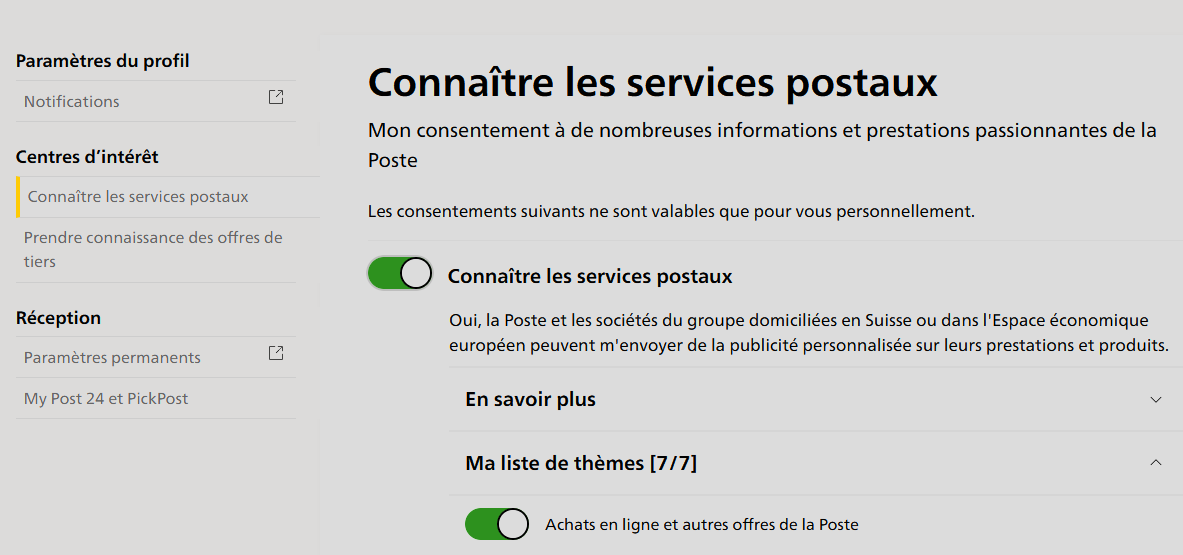 Paramètres du profil
Notifications
Centres d’intérêt
Connaître les services postaux
Prendre connaissance des offres de
tiers
Réception
Paramètres permanents
My Post 24 et PickPost
Connaître les services postaux
Mon consentement à de nombreuses informations et prestations passionnantes de la
Poste
Les consentements suivants ne sont valables que pour vous personnellement.
Connaître les services postaux
Oui, la Poste et les sociétés du groupe domiciliées en Suisse ou dans l'Espace économique
européen peuvent m'envoyer de la publicité personnalisée sur leurs prestations et produits.
En savoir plus
Ma liste de thèmes [7/7]
Achats en ligne et autres offres de la Poste